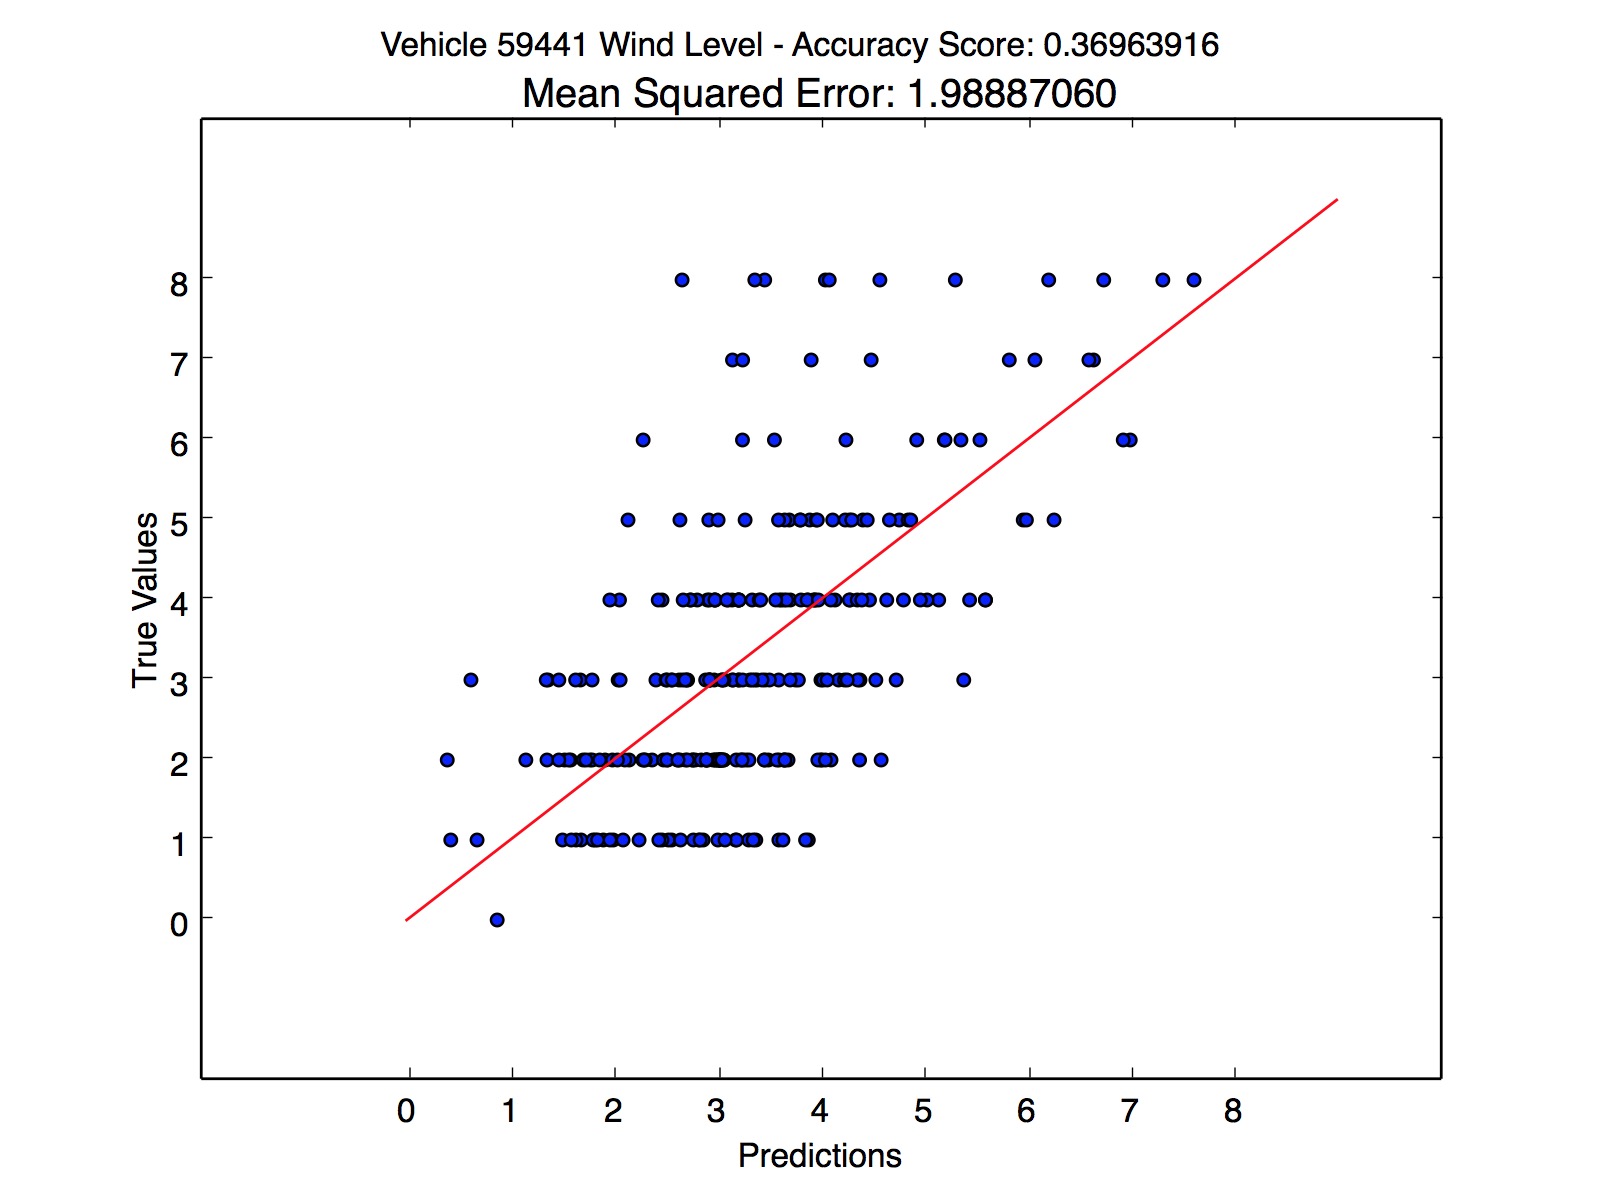 Vehicle 59441 Wind Level - Accuracy Score: 0.36963916
Mean Squared Error: 1.98887060
True Values
8
7
6
5
4
3
2
1
0
0 1 2 3 4 5 6 7 8
Predictions